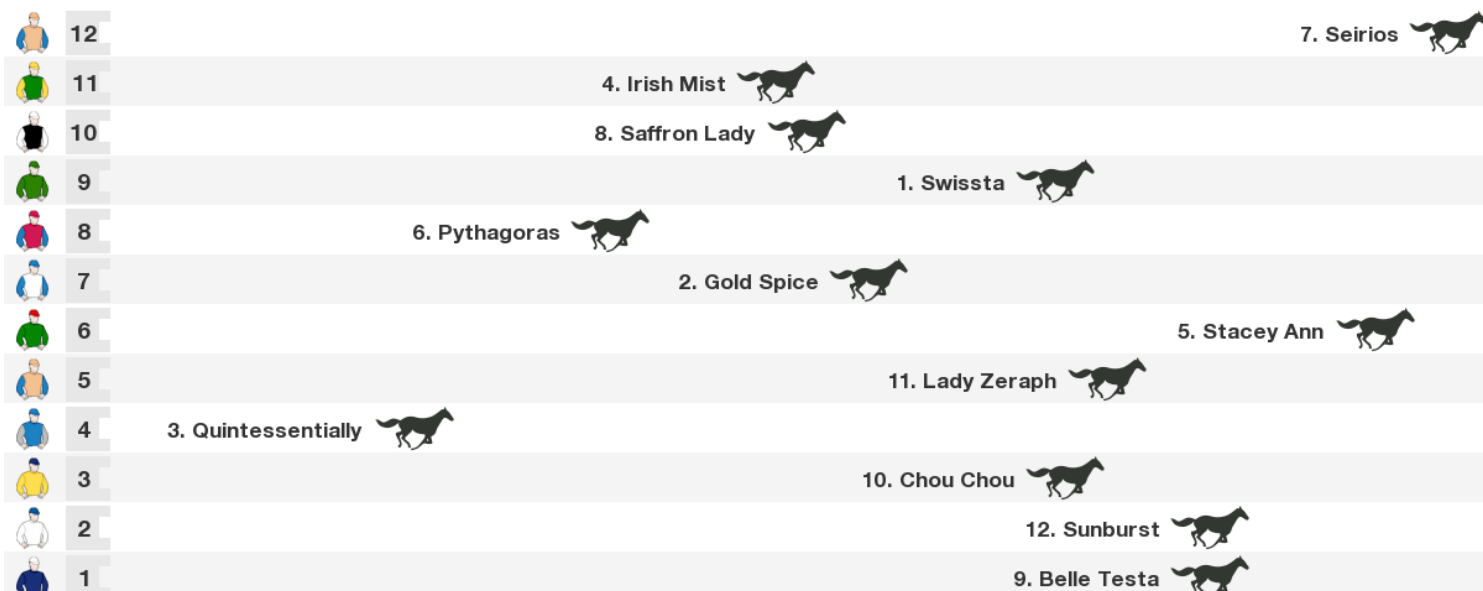 12 7. Seirios
11 4. Irish Mist
10 8. Saffron Lady
9 1. Swissta
8 6. Pythagoras
7 2. Gold Spice
6 5. Stacey Ann
5 11. Lady Zeraph
4 3. Quintessentially
3 10. Chou Chou
2 12. Sunburst
1 9. Belle Testa